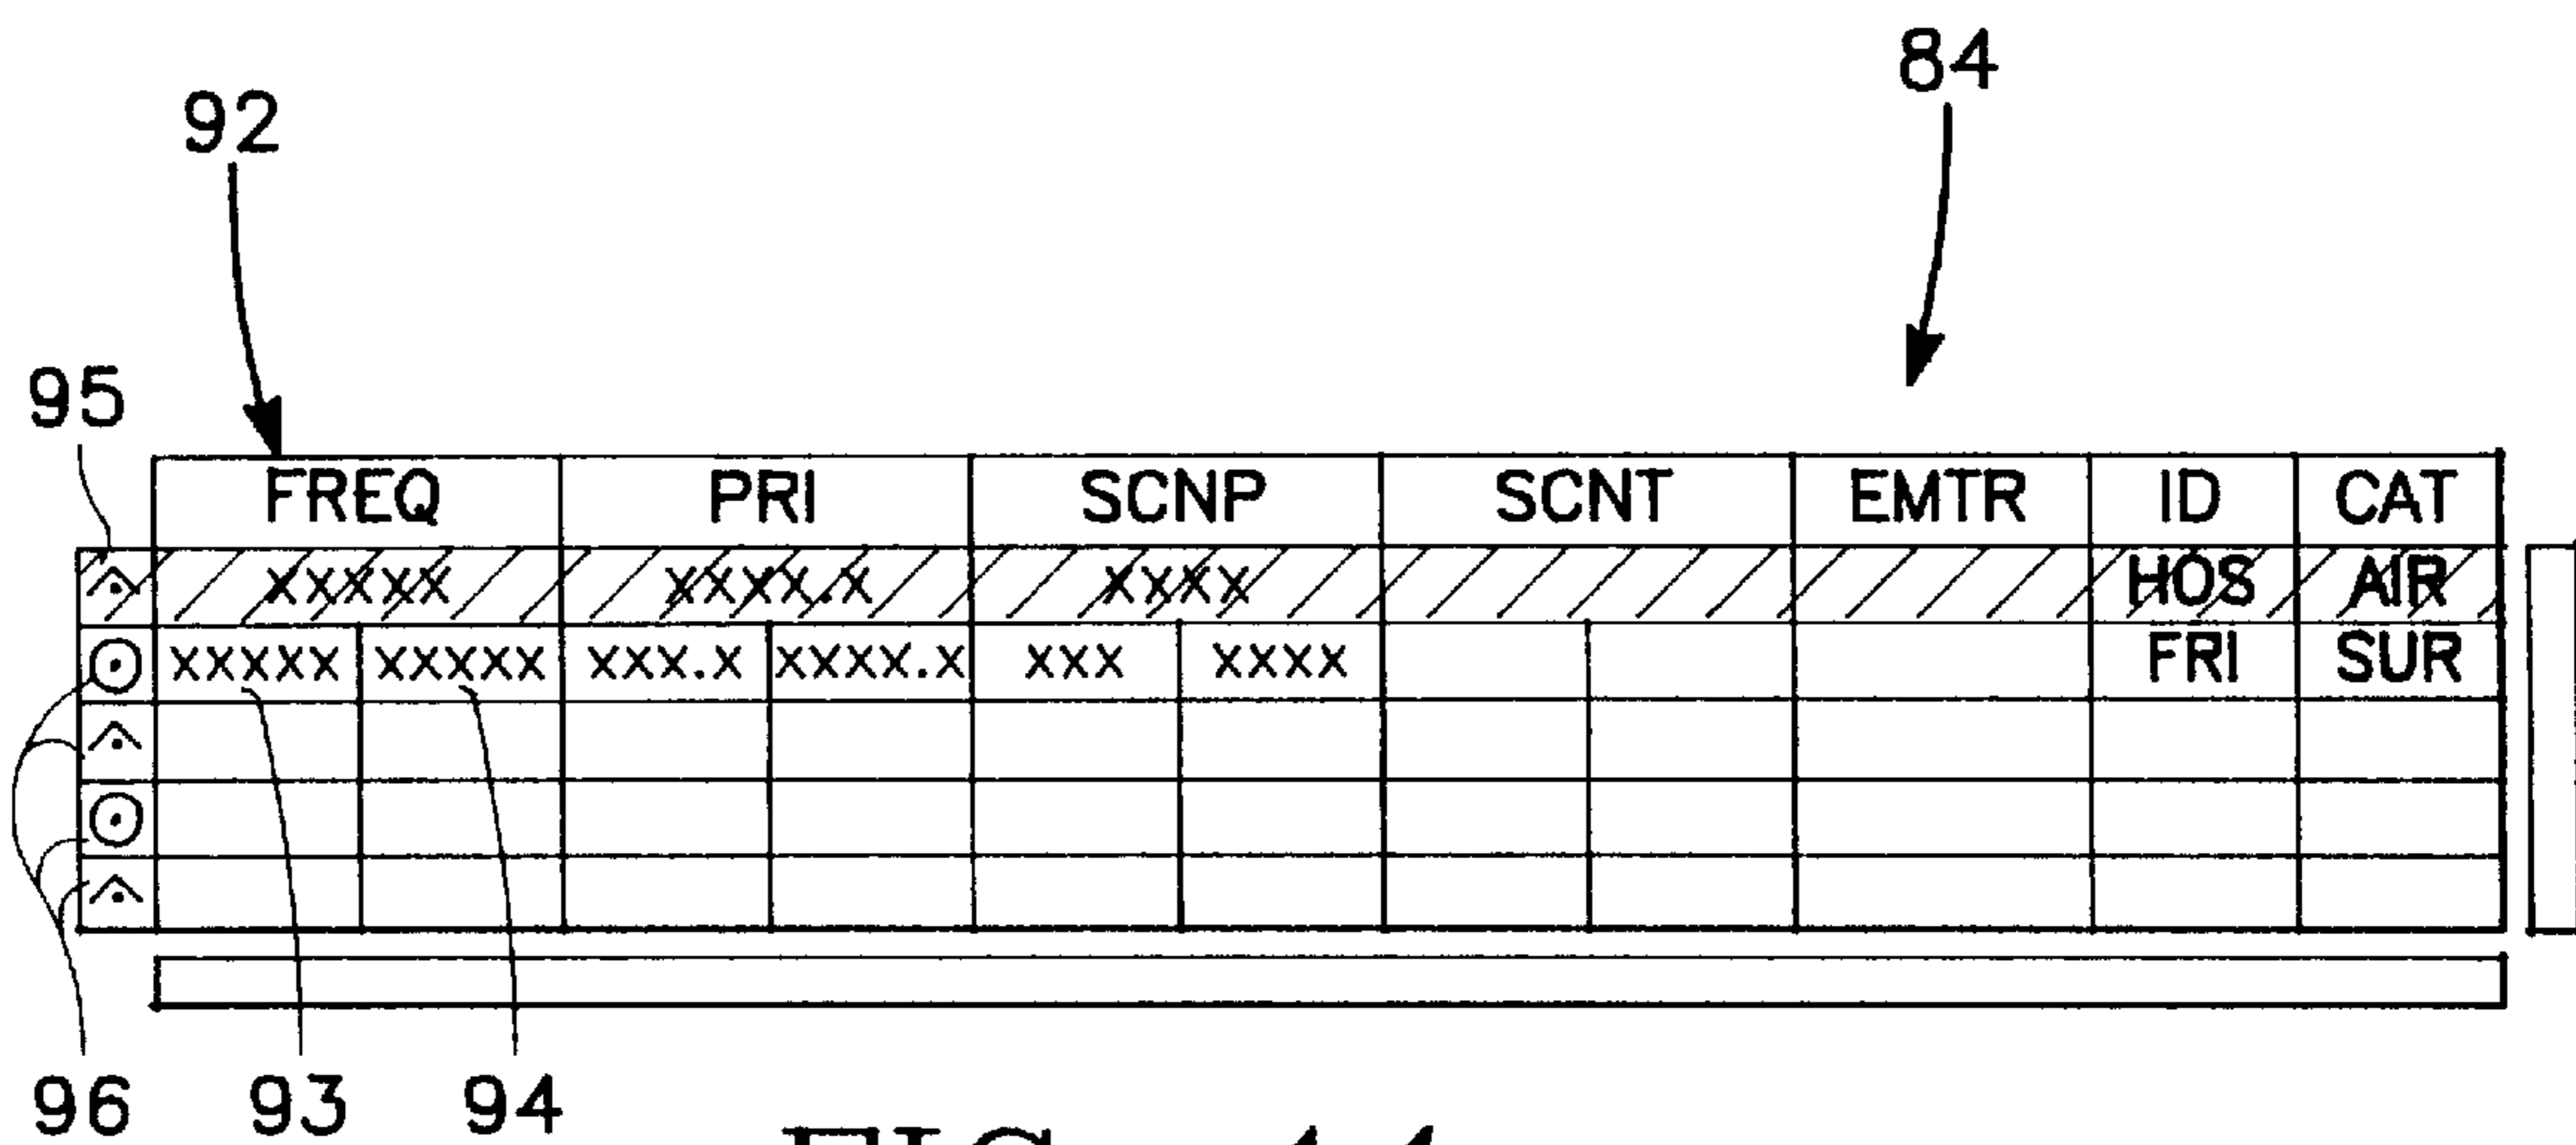 84
92
95
FREQ PRI SCNP SCNT EMTR ID CAT
XXXXX XXXX.X XXXX HOS AIR
XXXXX XXXXX XXX.X XXXX.X XXX XXXX FRI SUR
96 93 94